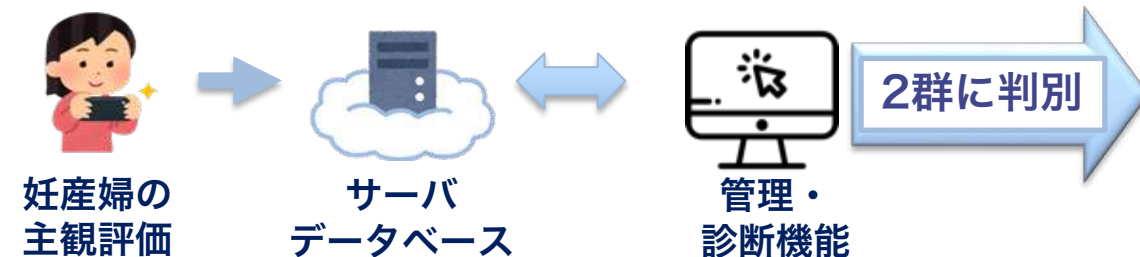 2群に判別
妊産婦の
主観評価
サーバ
データベース
管理・
診断機能